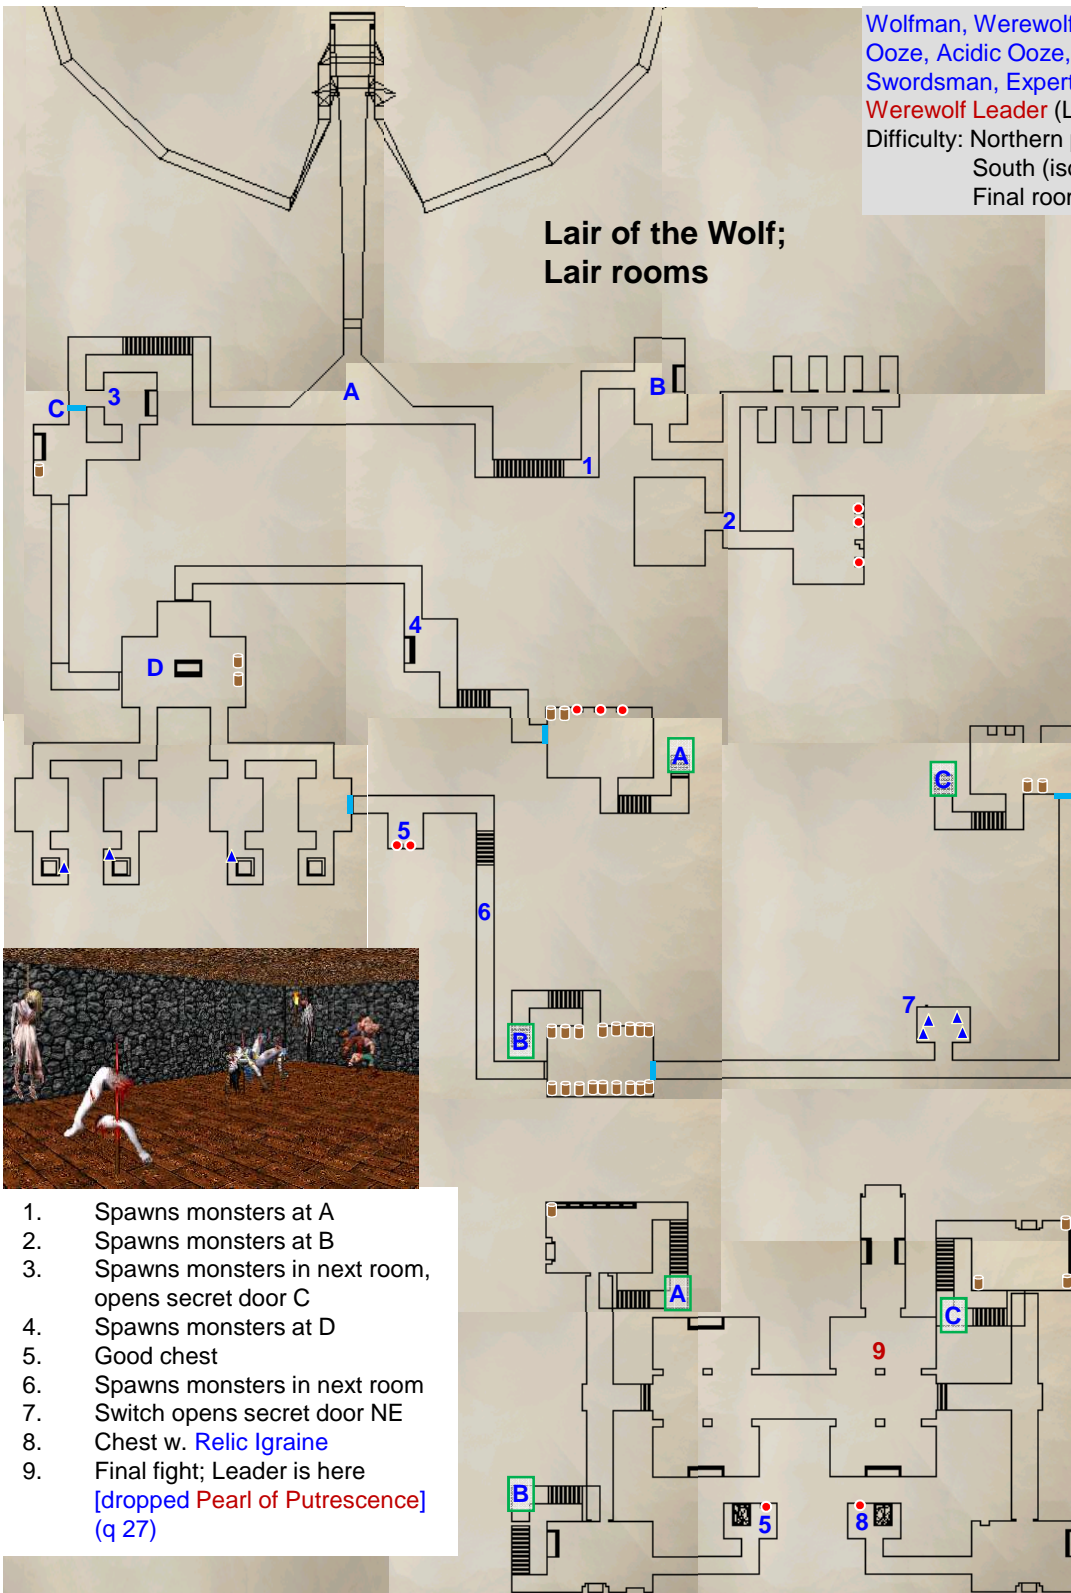 Wolfman, Werewolf
Ooze, Acidic Ooze,
Swordsman, Expert
Werewolf Leader (L
Difficulty: Northern
South (iso
Final room
Lair of the Wolf;
Lair rooms
A
B
C
3
1
2
4
D
A
C
5
6
7
B
1. Spawns monsters at A
2. Spawns monsters at B
3. Spawns monsters in next room,
opens secret door C
4. Spawns monsters at D
5. Good chest
6. Spawns monsters in next room
7. Switch opens secret door NE
8. Chest w. Relic Igraine
9. Final fight; Leader is here
[dropped Pearl of Putrescence]
(q 27)
A
C
9
B
5
8